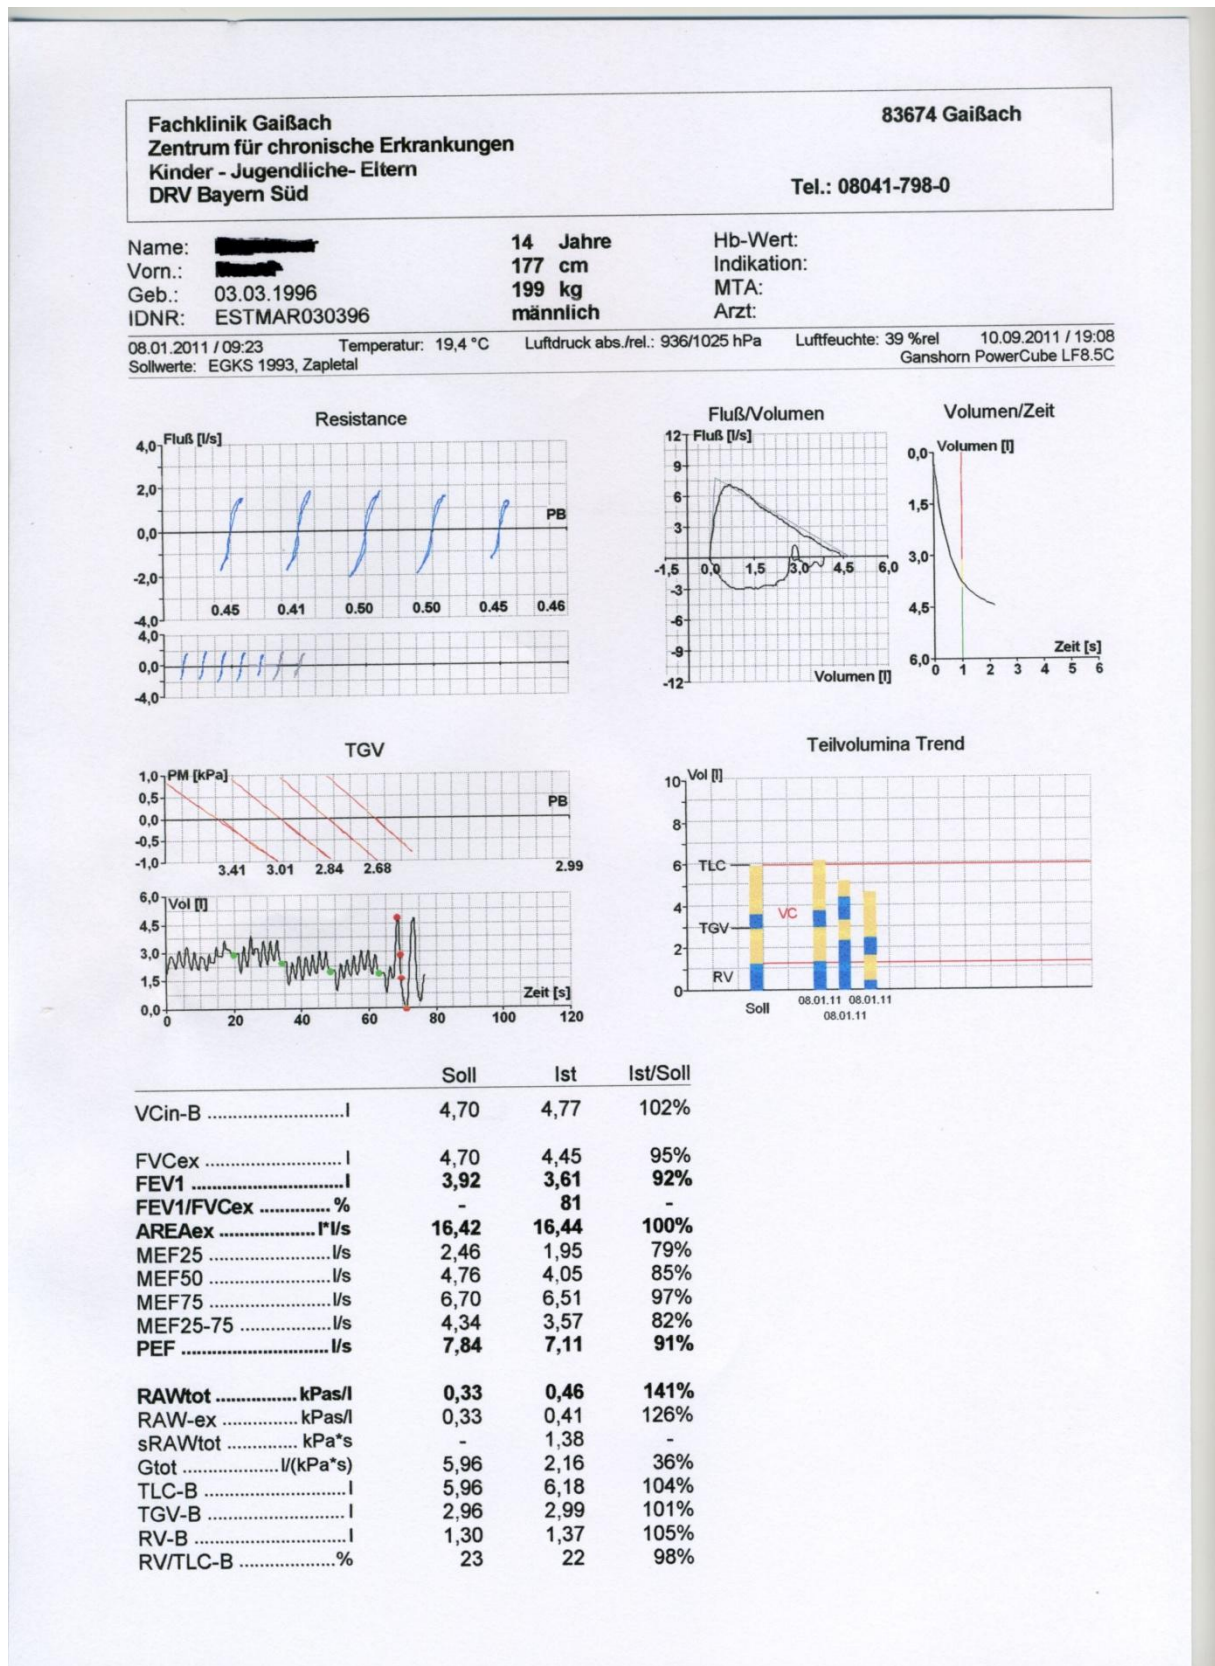 Fachklinik Gaißach
83674 Gaißach
Zentrum für chronische Erkrankungen
Kinder - Jugendliche- Eltern
DRV Bayern Süd
Tel.: 08041-798-0
Name: 14 Jahre Hb-Wert:
Vorn.: 177 cm Indikation:
Geb.: 03.03.1996 199 kg MTA:
IDNR: ESTMAR030396 männlich Arzt:
08.01.2011 / 09:23 Temperatur: 19,4 °C Luftdruck abs./rel.: 936/1025 hPa Luftfeuchte: 39 %rel 10.09.2011 / 19:08
Sollwerte: EGKS 1993, Zapletal Ganshorn PowerCube LF8.5C
Resistance
Fluß [l/s]
4,0
2,0
0,0
-2,0
-4,0
PB
0.45 0.41 0.50 0.50 0.45 0.46
4,0
0,0
-4,0
Fluß/Volumen
12 Fluß [l/s]
9
6
3
-1,5 0,0 1,5 3,0 4,5 6,0
-3
-6
-9
-12
Volumen [l]
Volumen/Zeit
Volumen [l]
0,0
1,5
3,0
4,5
6,0
Zeit [s]
0 1 2 3 4 5 6
TGV
1,0 PM [kPa]
0,5
0,0
-0,5
-1,0
PB
3.41 3.01 2.84 2.68 2.99
6,0 Vol [l]
4,5
3,0
1,5
0,0
Zeit [s]
0 20 40 60 80 100 120
Teilvolumina Trend
10 Vol [l]
8
6 TLC
4 VC
TGV
2
RV
0
Soll 08.01.11 08.01.11
08.01.11
Soll Ist Ist/Soll
VCin-B ......................... l 4,70 4,77 102%
FVCex ......................... l 4,70 4,45 95%
FEV1 ............................ l 3,92 3,61 92%
FEV1/FVCex ............. % - 81 -
AREAex ................. l*l/s 16,42 16,44 100%
MEF25 ......................... l/s 2,46 1,95 79%
MEF50 ......................... l/s 4,76 4,05 85%
MEF75 ......................... l/s 6,70 6,51 97%
MEF25-75 ................. l/s 4,34 3,57 82%
PEF ............................ l/s 7,84 7,11 91%
RAWtot ............... kPas/l 0,33 0,46 141%
RAW-ex .............. kPas/l 0,33 0,41 126%
sRAWtot ............. kPa*s - 1,38 -
Gtot ................... l/(kPa*s) 5,96 2,16 36%
TLC-B .......................... l 5,96 6,18 104%
TGV-B .......................... l 2,96 2,99 101%
RV-B ............................ l 1,30 1,37 105%
RV/TLC-B .................. % 23 22 98%